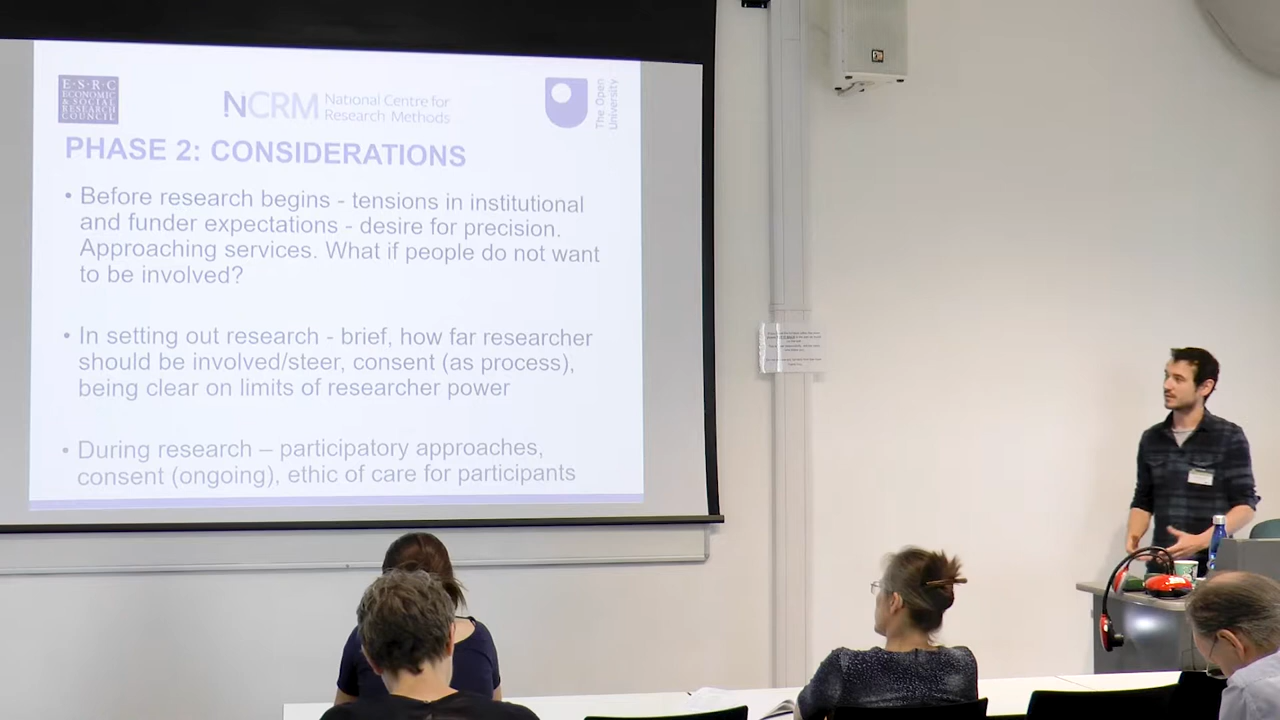 E·S·R·C
ECONOMIC
& SOCIAL
RESEARCH
COUNCIL
NCRM National Centre for
Research Methods
The Open
University
PHASE 2: CONSIDERATIONS
• Before research begins - tensions in institutional
and funder expectations - desire for precision.
Approaching services. What if people do not want
to be involved?
• In setting out research - brief, how far researcher
should be involved/steer, consent (as process),
being clear on limits of researcher power
• During research – participatory approaches,
consent (ongoing), ethic of care for participants